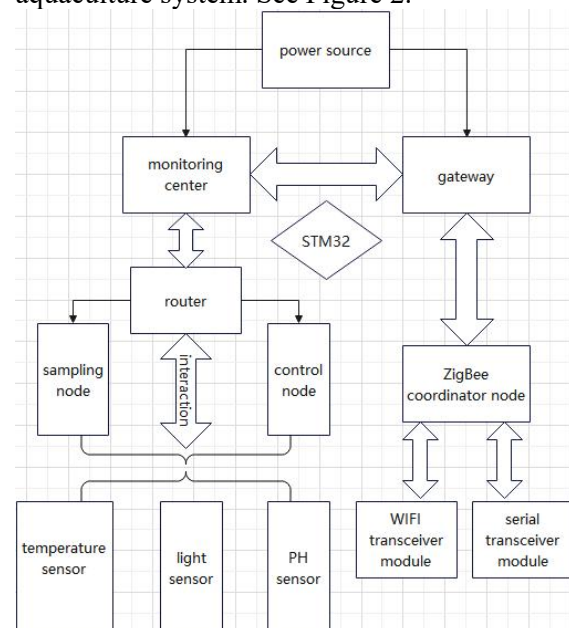 aquaculture system. See Figure 2.
power source
monitoring
center
gateway
STM32
router
sampling
node
interaction
control
node
ZigBee
coordinator node
temperature
sensor
light
sensor
PH
sensor
WIFI
transceiver
module
serial
transceiver
module